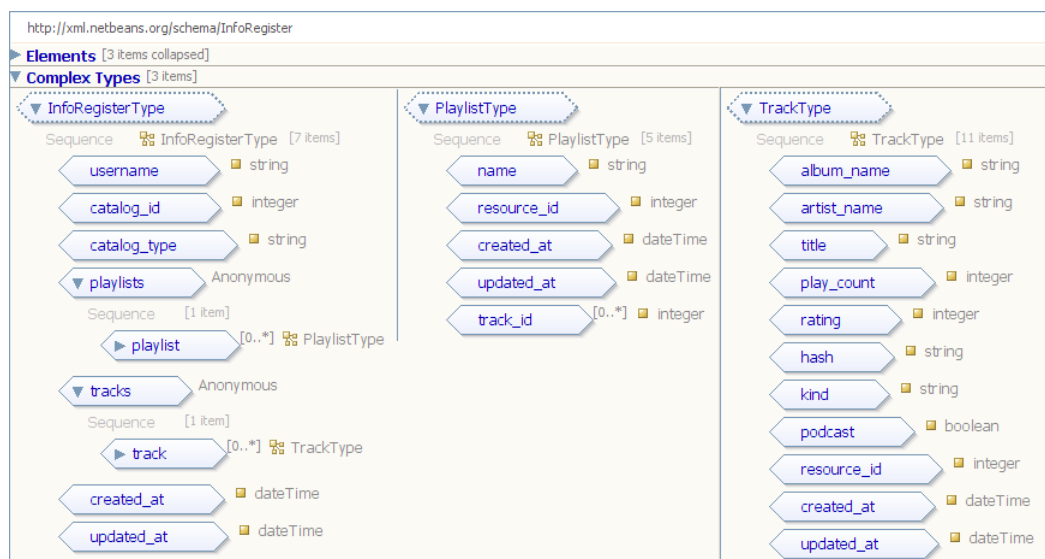 http://xml.netbeans.org/schema/InfoRegister
Elements [3 items collapsed]
Complex Types [3 items]
InfoRegisterType
Sequence InfoRegisterType [7 items]
username string
catalog_id integer
catalog_type string
playlists Anonymous
Sequence [1 item]
playlist [0..*] PlaylistType
tracks Anonymous
Sequence [1 item]
track [0..*] TrackType
created_at dateTime
updated_at dateTime
PlaylistType
Sequence PlaylistType [5 items]
name string
resource_id integer
created_at dateTime
updated_at dateTime
track_id [0..*] integer
TrackType
Sequence TrackType [11 items]
album_name string
artist_name string
title string
play_count integer
rating integer
hash string
kind string
podcast boolean
resource_id integer
created_at dateTime
updated_at dateTime